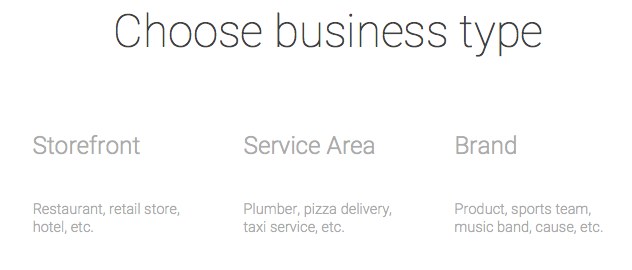 Choose business type
Storefront
Service Area
Brand
Restaurant, retail store,
hotel, etc.
Plumber, pizza delivery,
taxi service, etc.
Product, sports team,
music band, cause, etc.